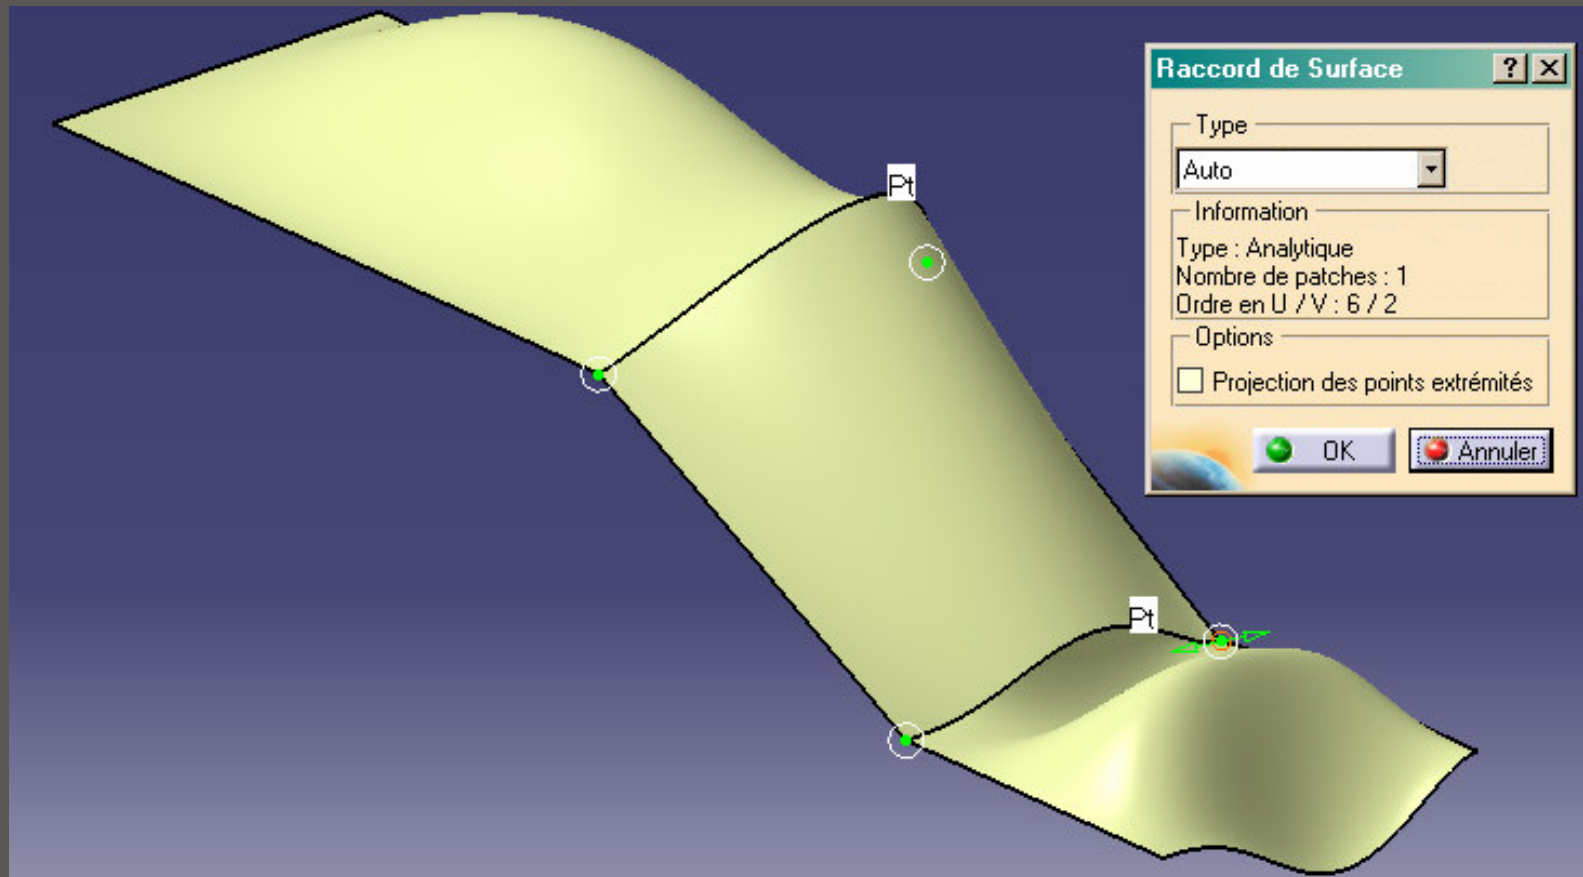 Raccord de Surface
Type
Auto
Information
Type : Analytique
Nombre de patches : 1
Ordre en U / V : 6 / 2
Options
Projection des points extrémités
OK
Annuler
Pt
Pt